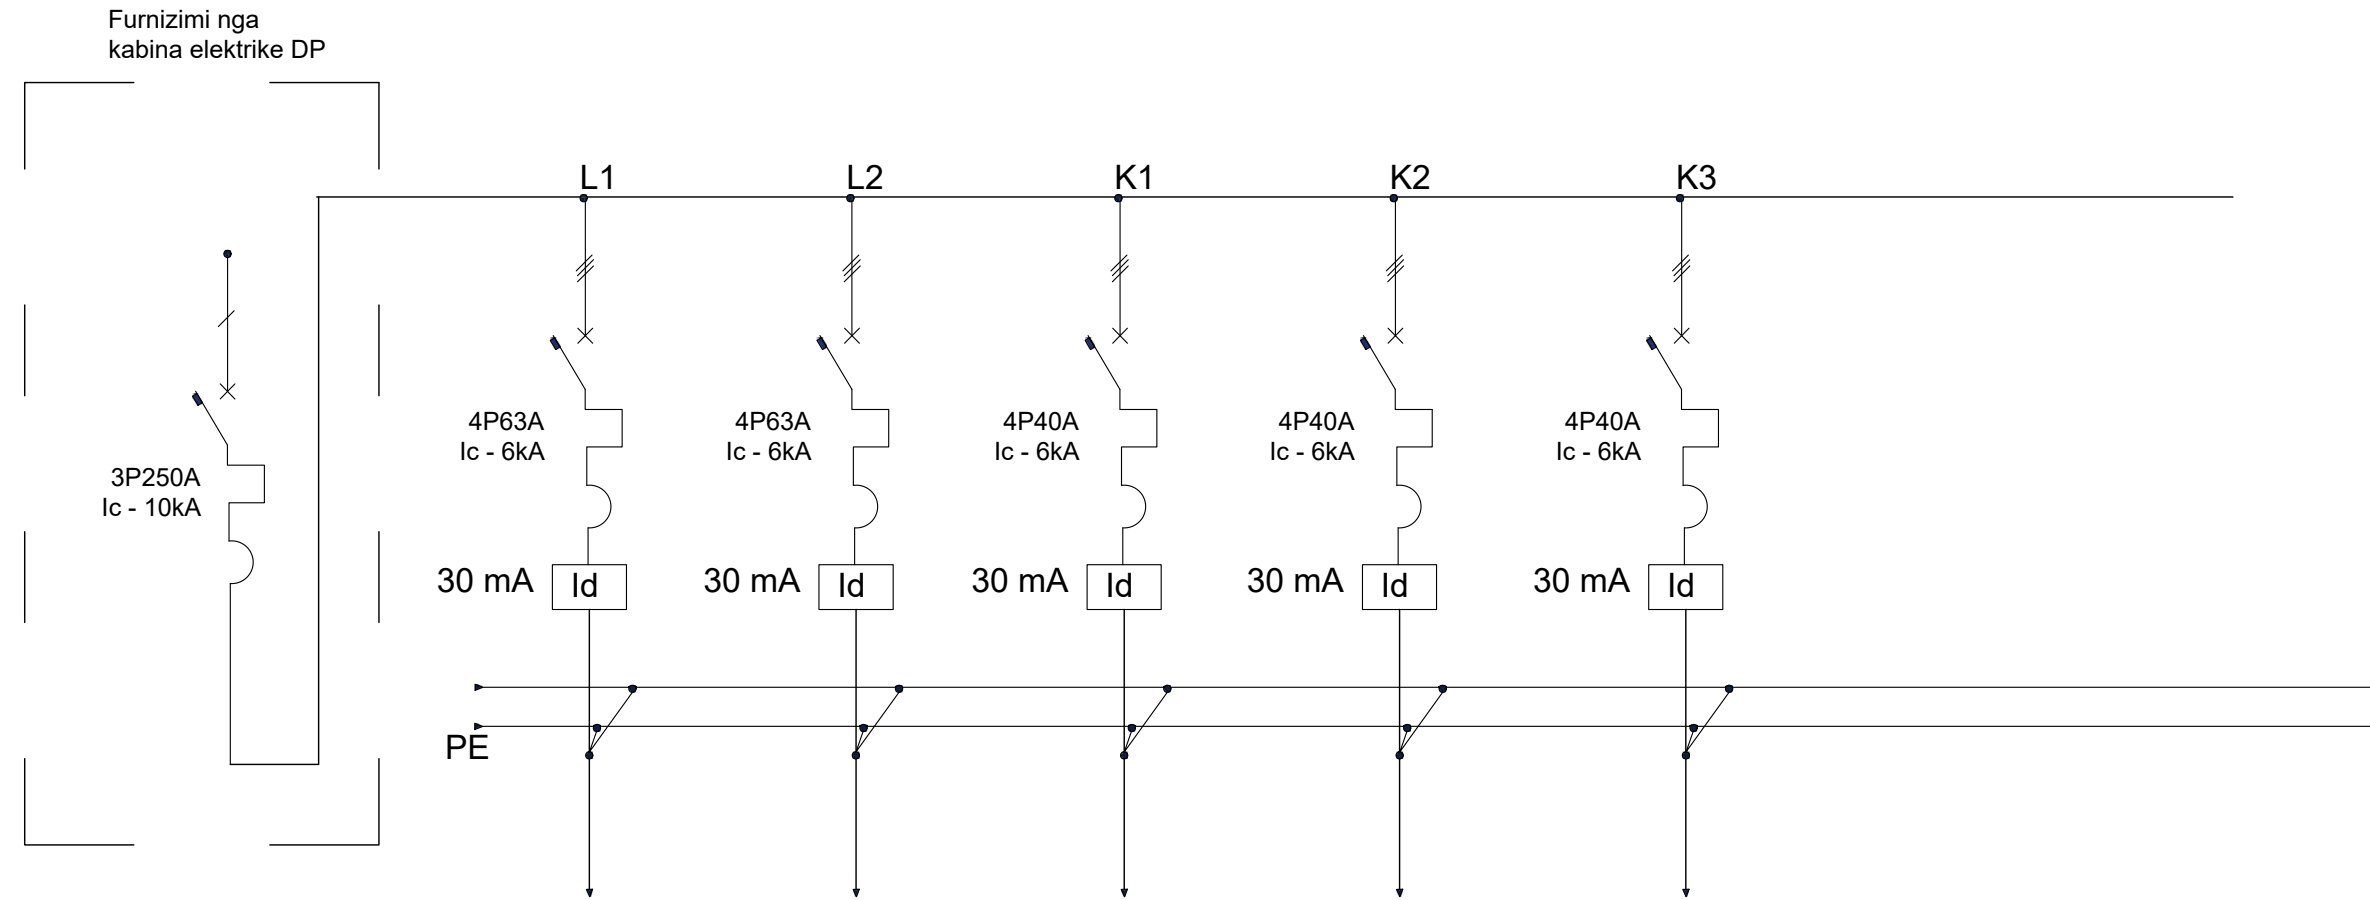 Furnizimi nga
kabina elektrike DP
L1
L2
K1
K2
K3
4P63A
Ic - 6kA
4P63A
Ic - 6kA
4P40A
Ic - 6kA
4P40A
Ic - 6kA
4P40A
Ic - 6kA
3P250A
Ic - 10kA
30 mA
Id
30 mA
Id
30 mA
Id
30 mA
Id
30 mA
Id
PE